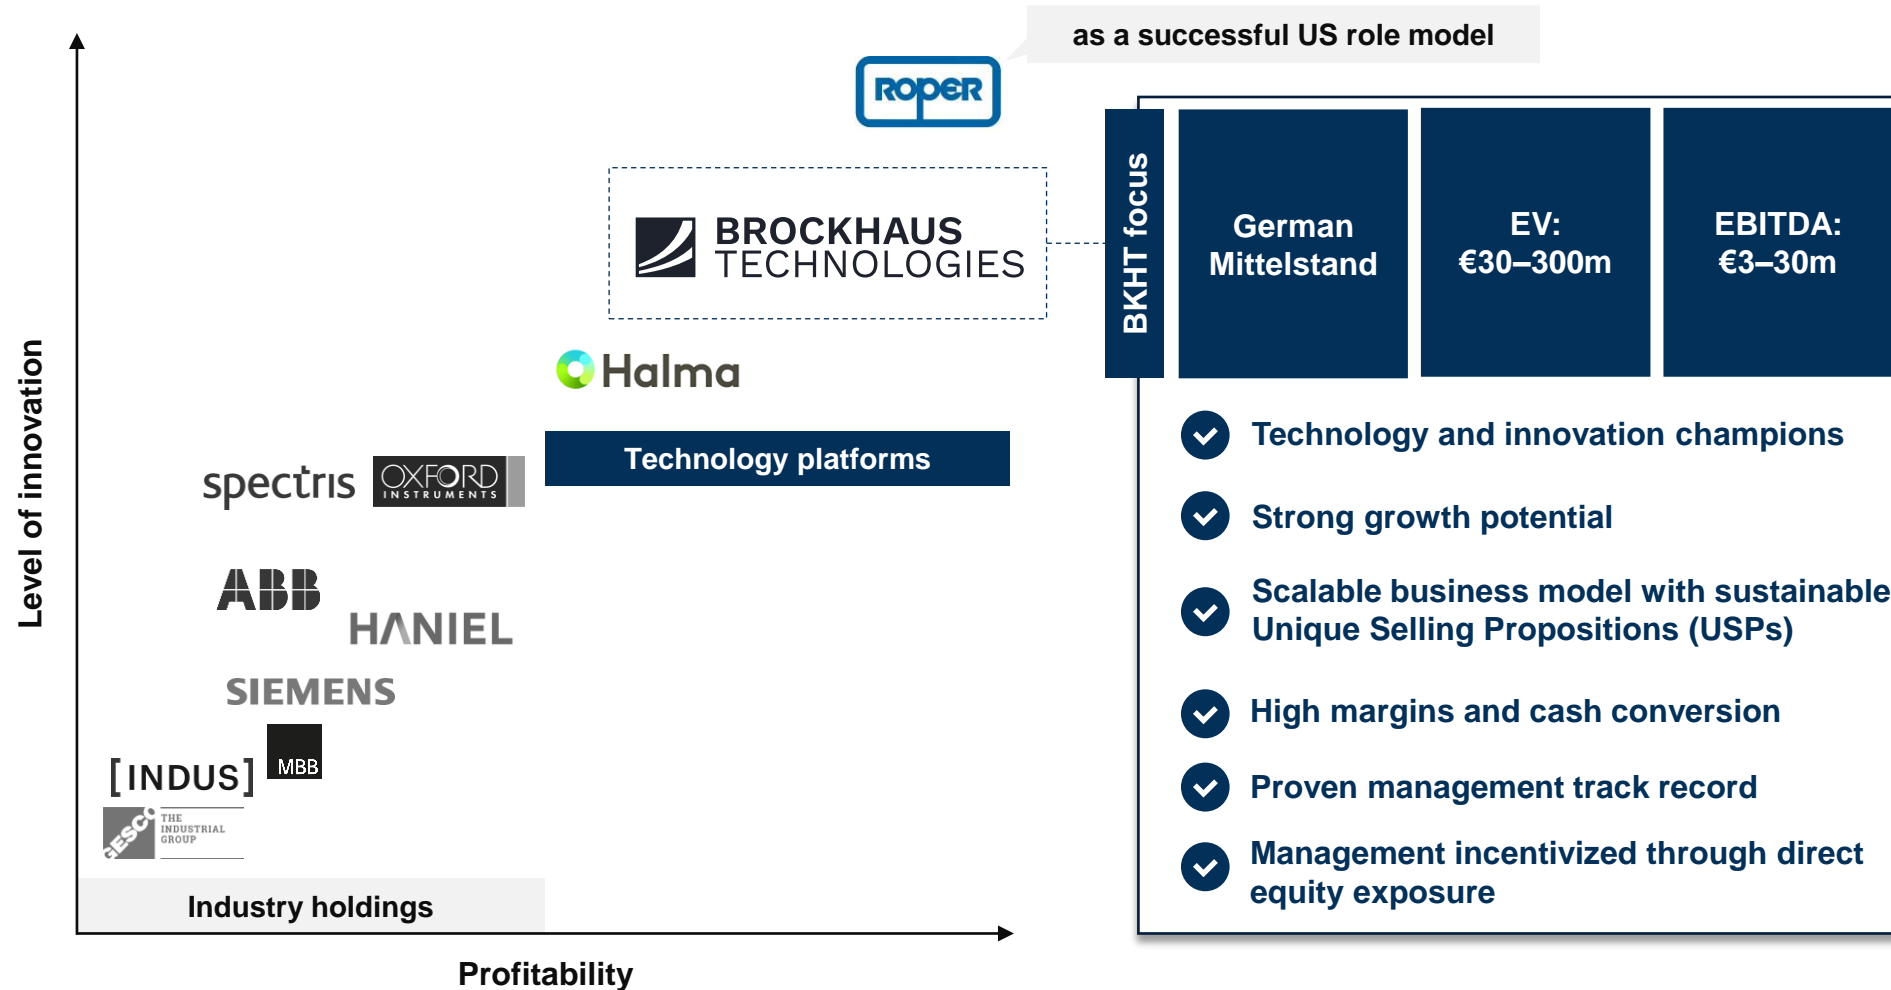 as a successful US role model
ROPER
BROCKHAUS
TECHNOLOGIES
Halma
Technology platforms
spectris
OXFORD
INSTRUMENTS
ABB
HANIEL
SIEMENS
MBB
[INDUS]
GESCO
THE
INDUSTRIAL
GROUP
Industry holdings
Level of innovation
Profitability
BKHT focus
German
Mittelstand
EV:
€30–300m
EBITDA:
€3–30m
Technology and innovation champions
Strong growth potential
Scalable business model with sustainable
Unique Selling Propositions (USPs)
High margins and cash conversion
Proven management track record
Management incentivized through direct
equity exposure